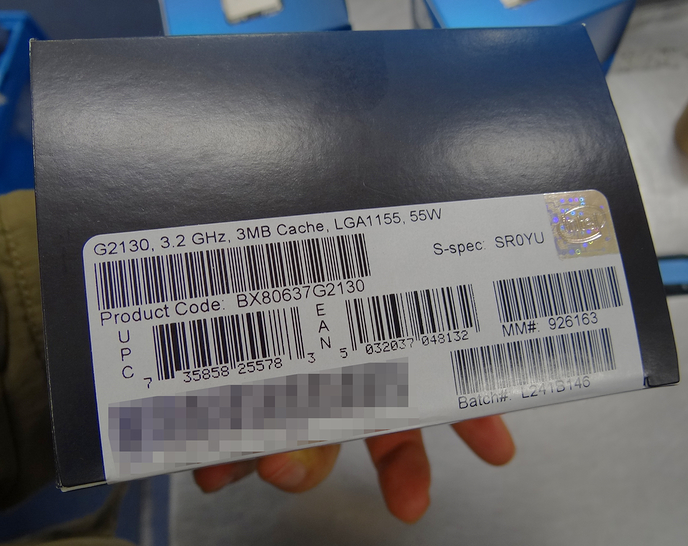 G2130, 3.2 GHz, 3MB Cache, LGA1155, 55W
S-spec: SR0YU
Product Code: BX80637G2130
UPC
7 35858 25578 3
EAN
5 032037 048132
MM#: 926163
Batch#: L241B146